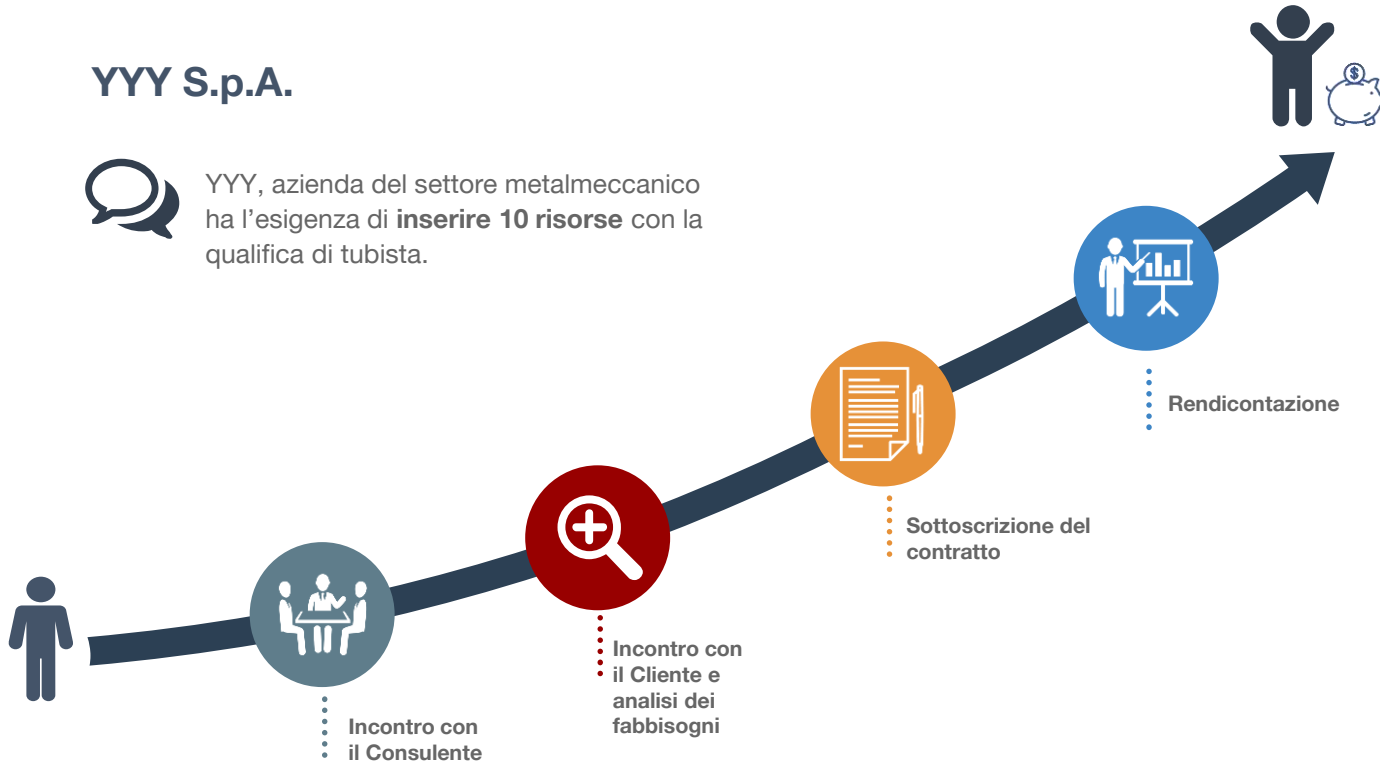 YYY S.p.A.
YYY, azienda del settore metalmeccanico
ha l’esigenza di inserire 10 risorse con la
qualifica di tubista.
$
Rendicontazione
Sottoscrizione del
contratto
Incontro con
il Cliente e
analisi dei
fabbisogni
Incontro con
il Consulente